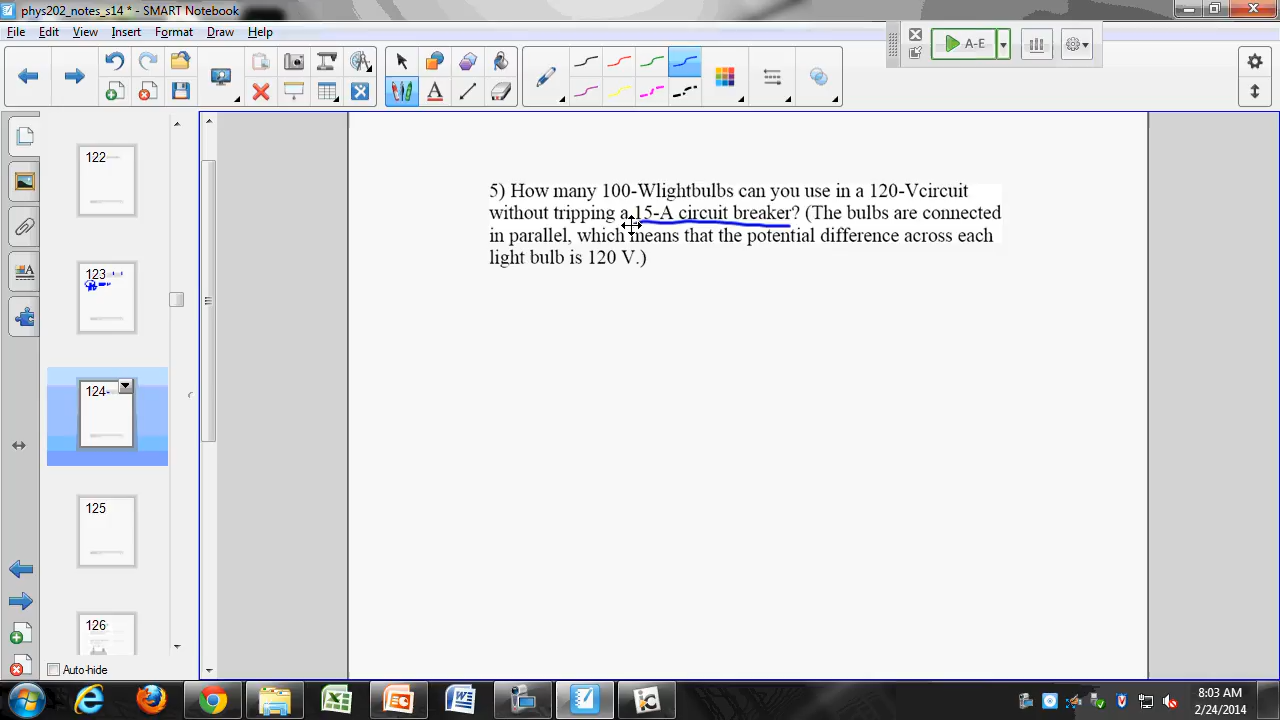 phys202_notes_s14 * - SMART Notebook
File Edit View Insert Format Draw Help
A-E
122
123
124
125
126
Auto-hide
5) How many 100-Wlightbulbs can you use in a 120-Vcircuit
without tripping a 15-A circuit breaker? (The bulbs are connected
in parallel, which means that the potential difference across each
light bulb is 120 V.)
8:03 AM
2/24/2014